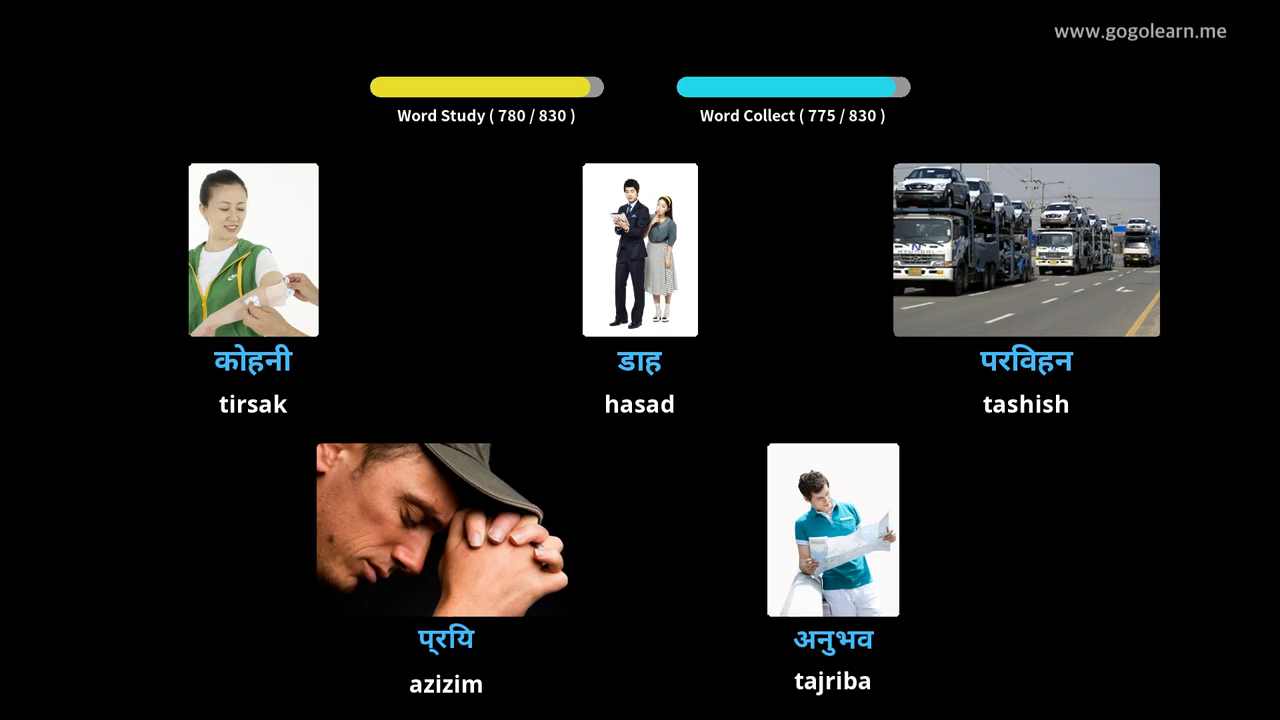 www.gogolearn.me
Word Study ( 780 / 830 )
Word Collect ( 775 / 830 )
कोहनी
tirsak
डाह
hasad
परविहन
tashish
प्रयि
azizim
अनुभव
tajriba